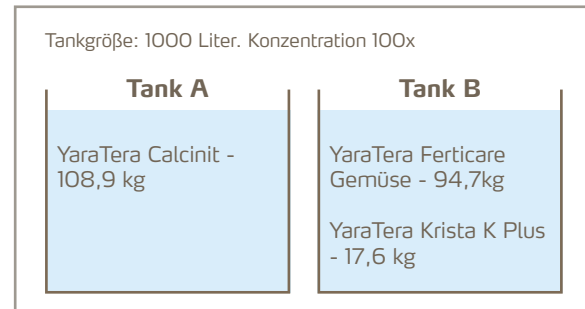 Tankgröße: 1000 Liter. Konzentration 100x
Tank A
YaraTera Calcinit -
108,9 kg
Tank B
YaraTera Ferticare
Gemüse - 94,7kg
YaraTera Krista K Plus
- 17,6 kg